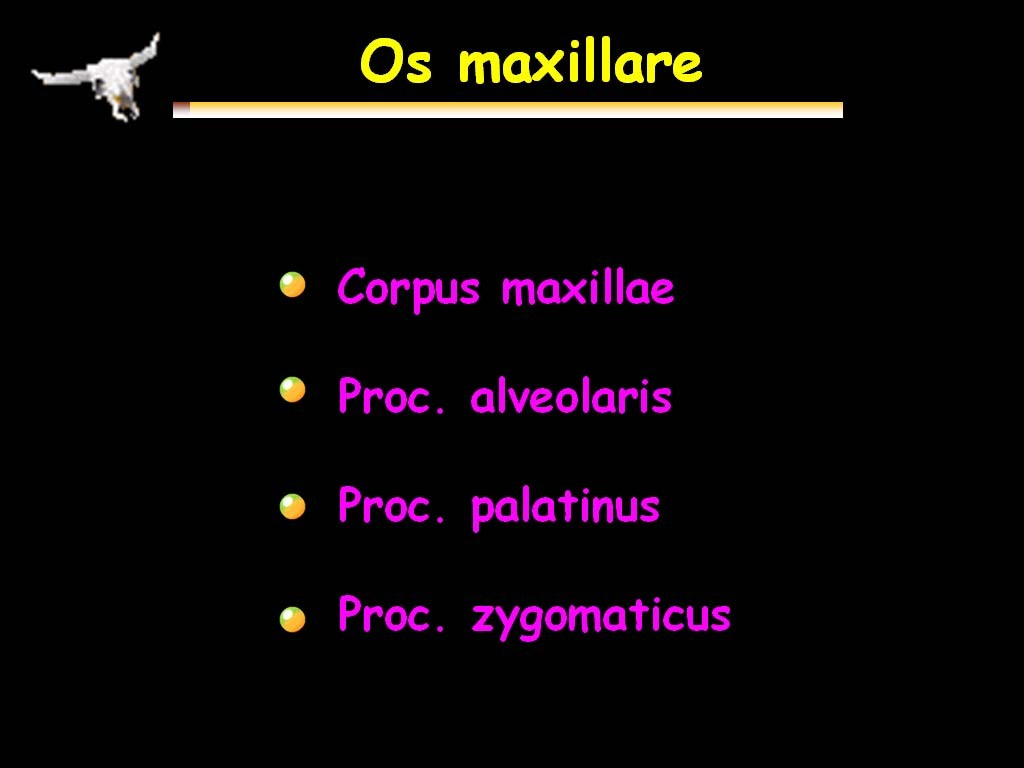 Os maxillare
Corpus maxillae
Proc. alveolaris
Proc. palatinus
Proc. zygomaticus